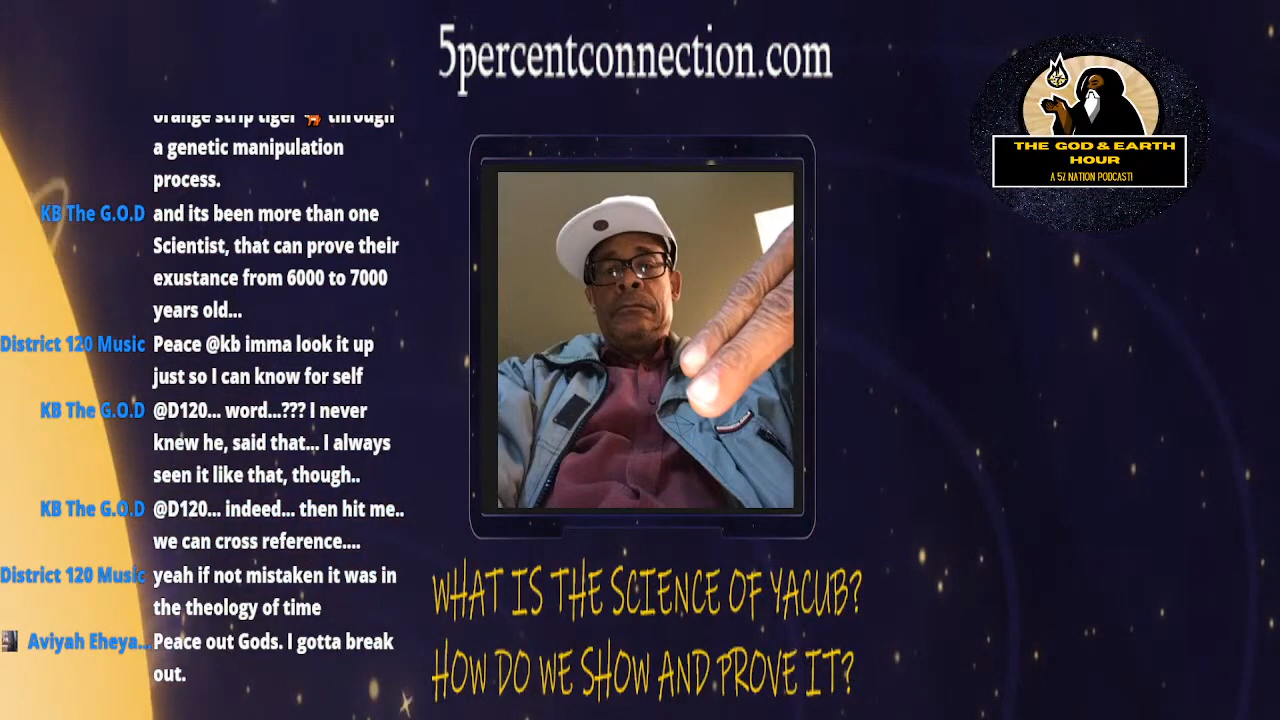 5percentconnection.com
THE GOD & EARTH
HOUR
A 5% NATION PODCAST!
orange strip tiger 🐅 through
a genetic manipulation
process.
KB The G.O.D and its been more than one
Scientist, that can prove their
exustance from 6000 to 7000
years old...
District 120 Music Peace @kb imma look it up
just so I can know for self
KB The G.O.D @D120... word...??? I never
knew he, said that... I always
seen it like that, though..
KB The G.O.D @D120... indeed... then hit me..
we can cross reference....
District 120 Music yeah if not mistaken it was in
the theology of time
Aviyah Eheya... Peace out Gods. I gotta break
out.
WHAT IS THE SCIENCE OF YACUB?
HOW DO WE SHOW AND PROVE IT?